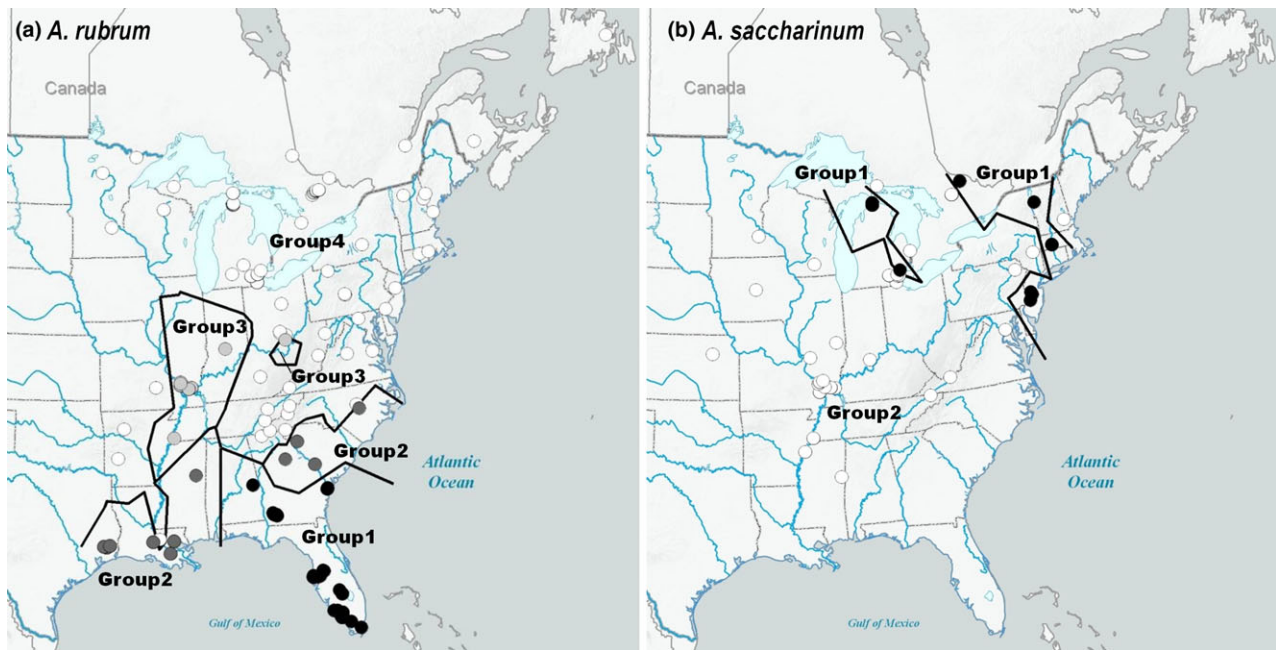 (a) A. rubrum
Canada
Group4
Group3
Group3
Group2
Atlantic
Ocean
Group1
Group2
Gulf of Mexico
(b) A. saccharinum
Canada
Group1
Group1
Group2
Atlantic
Ocean
Gulf of Mexico